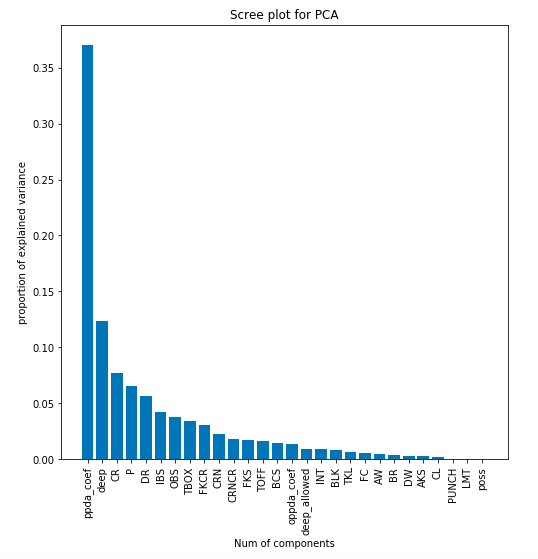 Scree plot for PCA
proportion of explained variance
0.35
0.30
0.25
0.20
0.15
0.10
0.05
0.00
ppda_coef
deep
CR
P
DR
IBS
OBS
TBOX
FKCR
CRN
CRNCR
FKS
TOFF
BCS
oppda_coef
deep_allowed
INT
BLK
TKL
FC
AW
BR
DW
AKS
CL
PUNCH
LMT
poss
Num of components